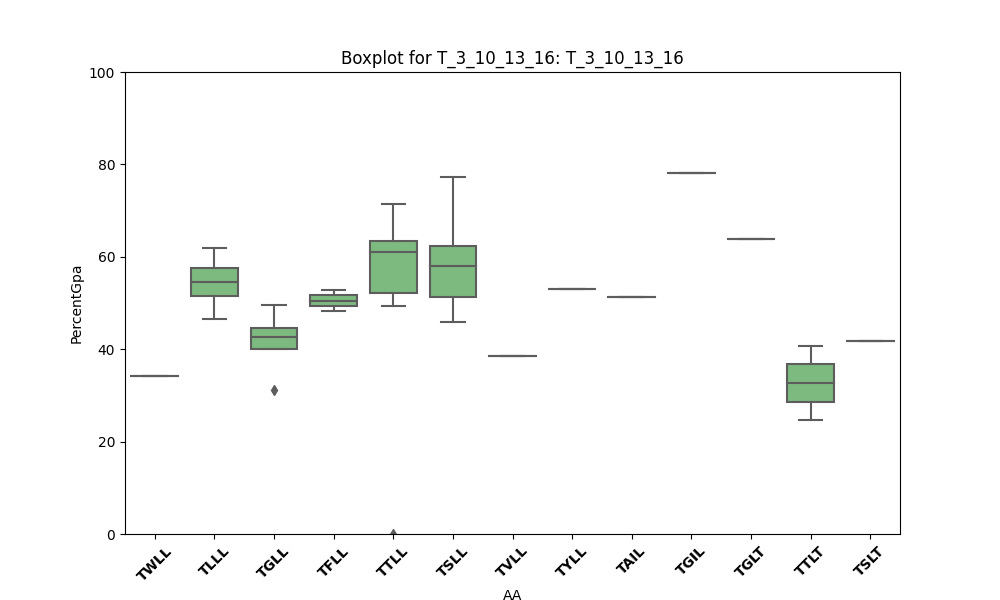 Boxplot for T_3_10_13_16: T_3_10_13_16
100
80
60
40
20
0
PercentGpa
TWLL
TLLL
TGLL
TFLL
TTLL
TSLL
TVLL
TYLL
TAIL
TGIL
TGLT
TTLT
TSLT
AA